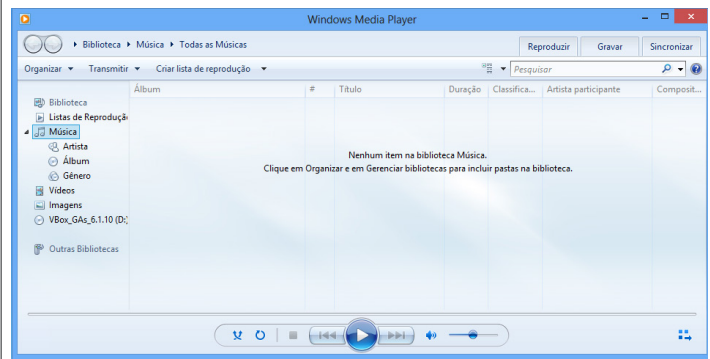 Windows Media Player
Biblioteca Música Todas as Músicas
Reproduzir Gravar Sincronizar
Organizar Transmitir Criar lista de reprodução
Pesquisar
Álbum # Título Duração Classifica... Artista participante Composit...
Biblioteca
Listas de Reproduçã
Música
Artista
Álbum
Gênero
Vídeos
Imagens
VBox_GAs_6.1.10 (D:)
Outras Bibliotecas
Nenhum item na biblioteca Música.
Clique em Organizar e em Gerenciar bibliotecas para incluir pastas na biblioteca.